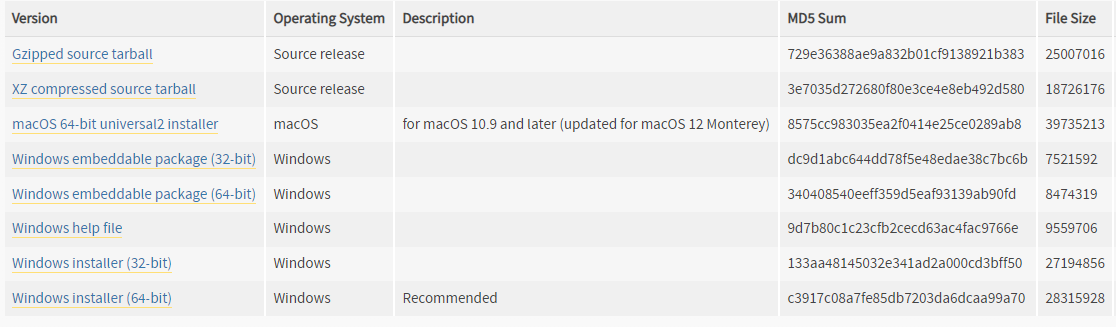 Version Operating System Description MD5 Sum File Size
Gzipped source tarball Source release 729e36388ae9a832b01cf9138921b383 25007016
XZ compressed source tarball Source release 3e7035d272680f80e3ce4e8eb492d580 18726176
macOS 64-bit universal2 installer macOS for macOS 10.9 and later (updated for macOS 12 Monterey) 8575cc983035ea2f0414e25ce0289ab8 39735213
Windows embeddable package (32-bit) Windows dc9d1abc644dd78f5e48edae38c7bc6b 7521592
Windows embeddable package (64-bit) Windows 340408540eeff359d5eaf93139ab90fd 8474319
Windows help file Windows 9d7b80c1c23cfb2cecd63ac4fac9766e 9559706
Windows installer (32-bit) Windows 133aa48145032e341ad2a000cd3bff50 27194856
Windows installer (64-bit) Windows Recommended c3917c08a7fe85db7203da6dcaa99a70 28315928